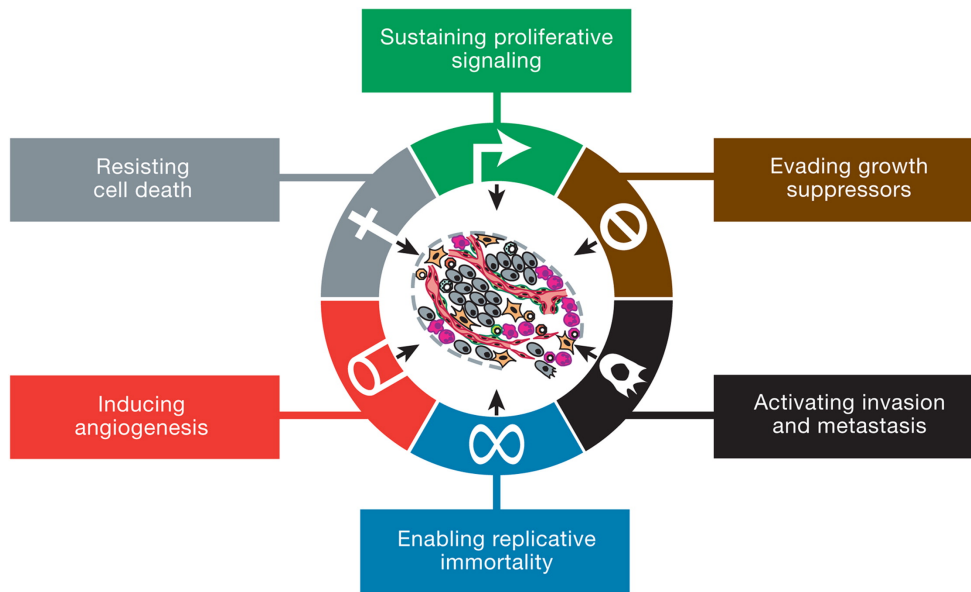 Sustaining proliferative
signaling
Resisting
cell death
Evading growth
suppressors
Inducing
angiogenesis
Activating invasion
and metastasis
Enabling replicative
immortality